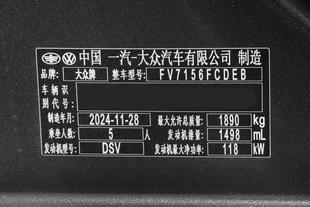 中国 一汽-大众汽车有限公司 制造
品牌: 大众牌 整车型号: FV7156FCDEB
车辆识别代号:
制造年月: 2024-11-28 最大允许总质量: 1890 kg
乘坐人数: 5 人 发动机排量: 1498 mL
发动机型号: DSV 发动机最大净功率: 118 kW